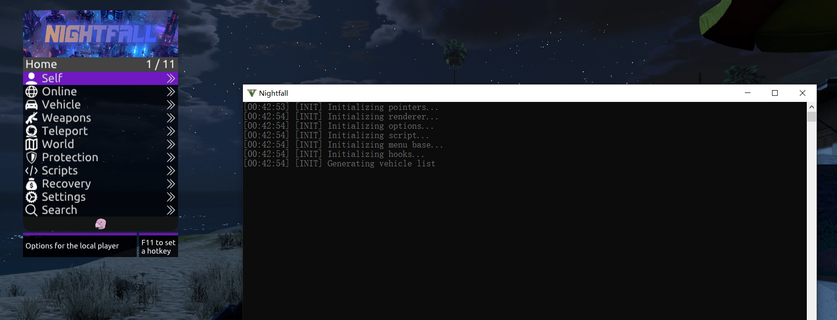 NIGHTFALL
Home 1 / 11
Self
Online
Vehicle
Weapons
Teleport
World
Protection
Scripts
Recovery
Settings
Search
Options for the local player
F11 to set
a hotkey
Nightfall
[00:42:53] [INIT] Initializing pointers...
[00:42:54] [INIT] Initializing renderer...
[00:42:54] [INIT] Initializing options...
[00:42:54] [INIT] Initializing script...
[00:42:54] [INIT] Initializing menu base...
[00:42:54] [INIT] Initializing hooks...
[00:42:54] [INIT] Generating vehicle list